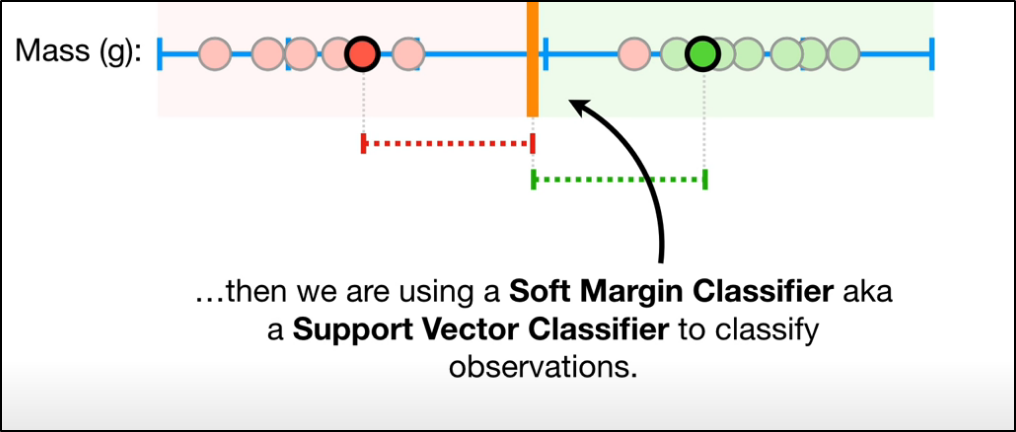 Mass (g):
…then we are using a Soft Margin Classifier aka
a Support Vector Classifier to classify
observations.